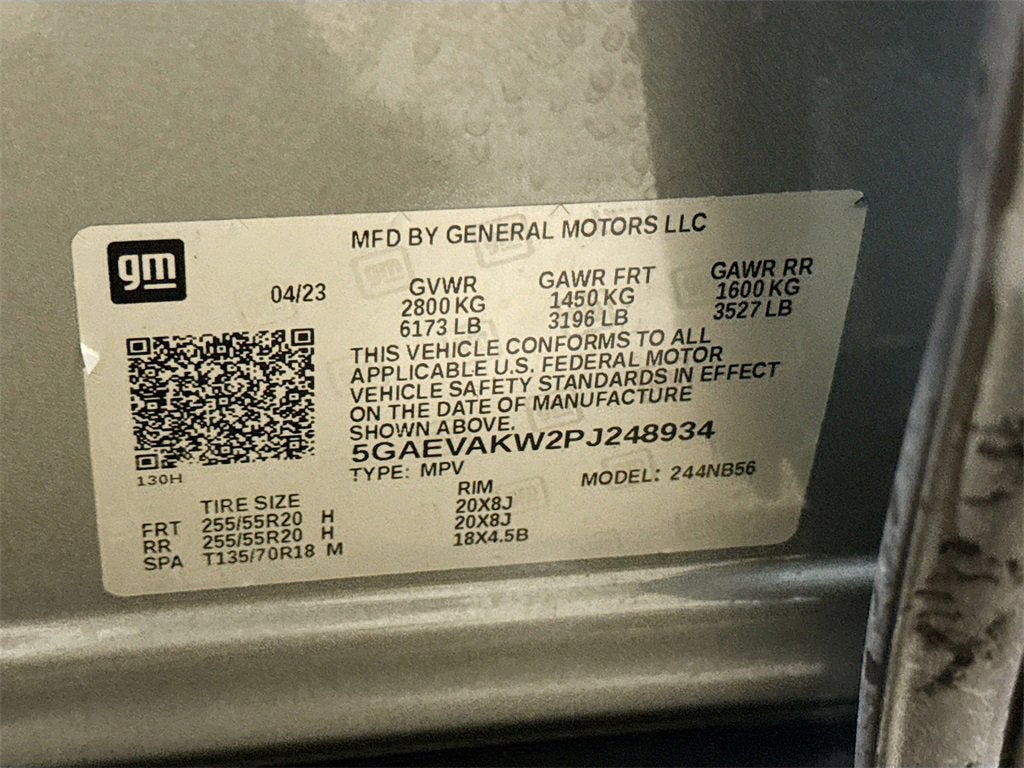 gm
MFD BY GENERAL MOTORS LLC
04/23
GVWR GAWR FRT GAWR RR
2800 KG 1450 KG 1600 KG
6173 LB 3196 LB 3527 LB
THIS VEHICLE CONFORMS TO ALL
APPLICABLE U.S. FEDERAL MOTOR
VEHICLE SAFETY STANDARDS IN EFFECT
ON THE DATE OF MANUFACTURE
SHOWN ABOVE.
5GAEVAKW2PJ248934
TYPE: MPV MODEL: 244NB56
130H
TIRE SIZE RIM
FRT 255/55R20 H 20X8J
RR 255/55R20 H 20X8J
SPA T135/70R18 M 18X4.5B